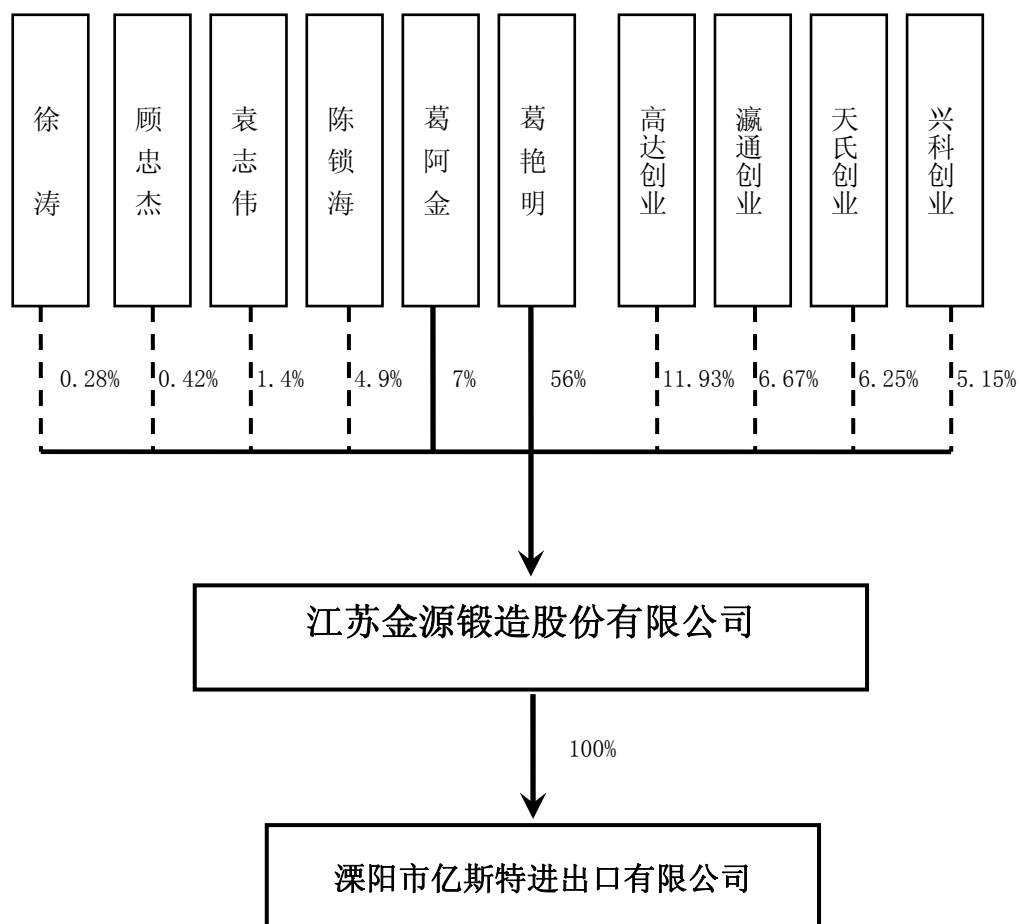 徐涛
顾忠杰
袁志伟
陈锁海
葛阿金
葛艳明
高达创业
瀛通创业
天氏创业
兴科创业
0.28%
0.42%
1.4%
4.9%
7%
56%
11.93%
6.67%
6.25%
5.15%
江苏金源锻造股份有限公司
100%
溧阳市亿斯特进出口有限公司